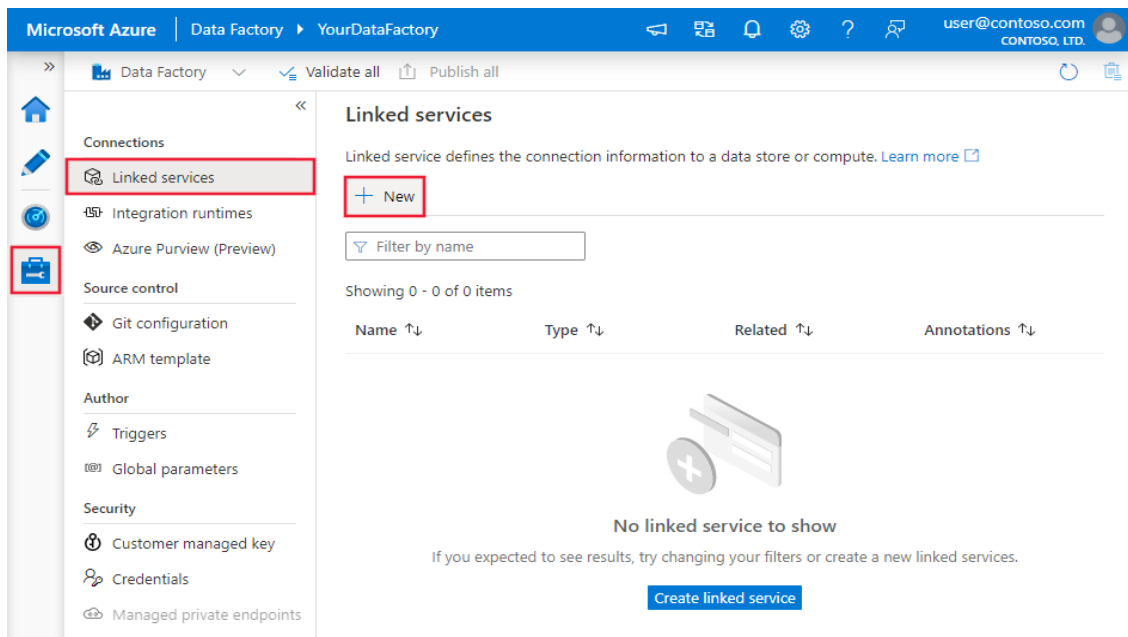 Microsoft Azure Data Factory YourDataFactory user@contoso.com
CONTOSO, LTD.
Data Factory Validate all Publish all
Connections
Linked services
Integration runtimes
Azure Purview (Preview)
Source control
Git configuration
ARM template
Author
Triggers
Global parameters
Security
Customer managed key
Credentials
Managed private endpoints
Linked services
Linked service defines the connection information to a data store or compute. Learn more
New
Filter by name
Showing 0 - 0 of 0 items
Name Type Related Annotations
No linked service to show
If you expected to see results, try changing your filters or create a new linked services.
Create linked service